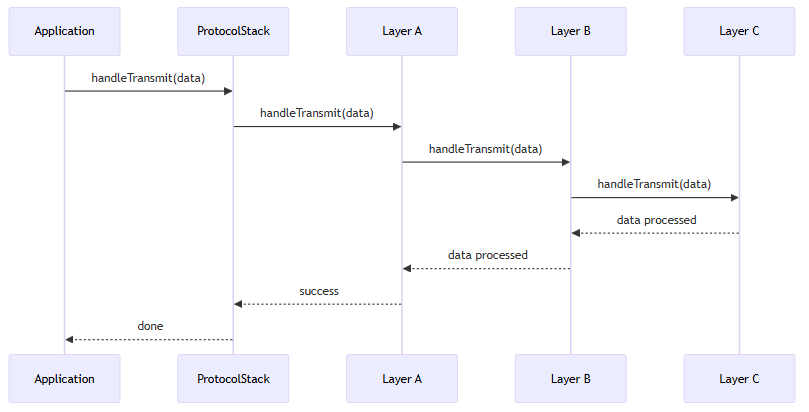 Application
ProtocolStack
Layer A
Layer B
Layer C
handleTransmit(data)
handleTransmit(data)
handleTransmit(data)
handleTransmit(data)
data processed
data processed
success
done
Application
ProtocolStack
Layer A
Layer B
Layer C